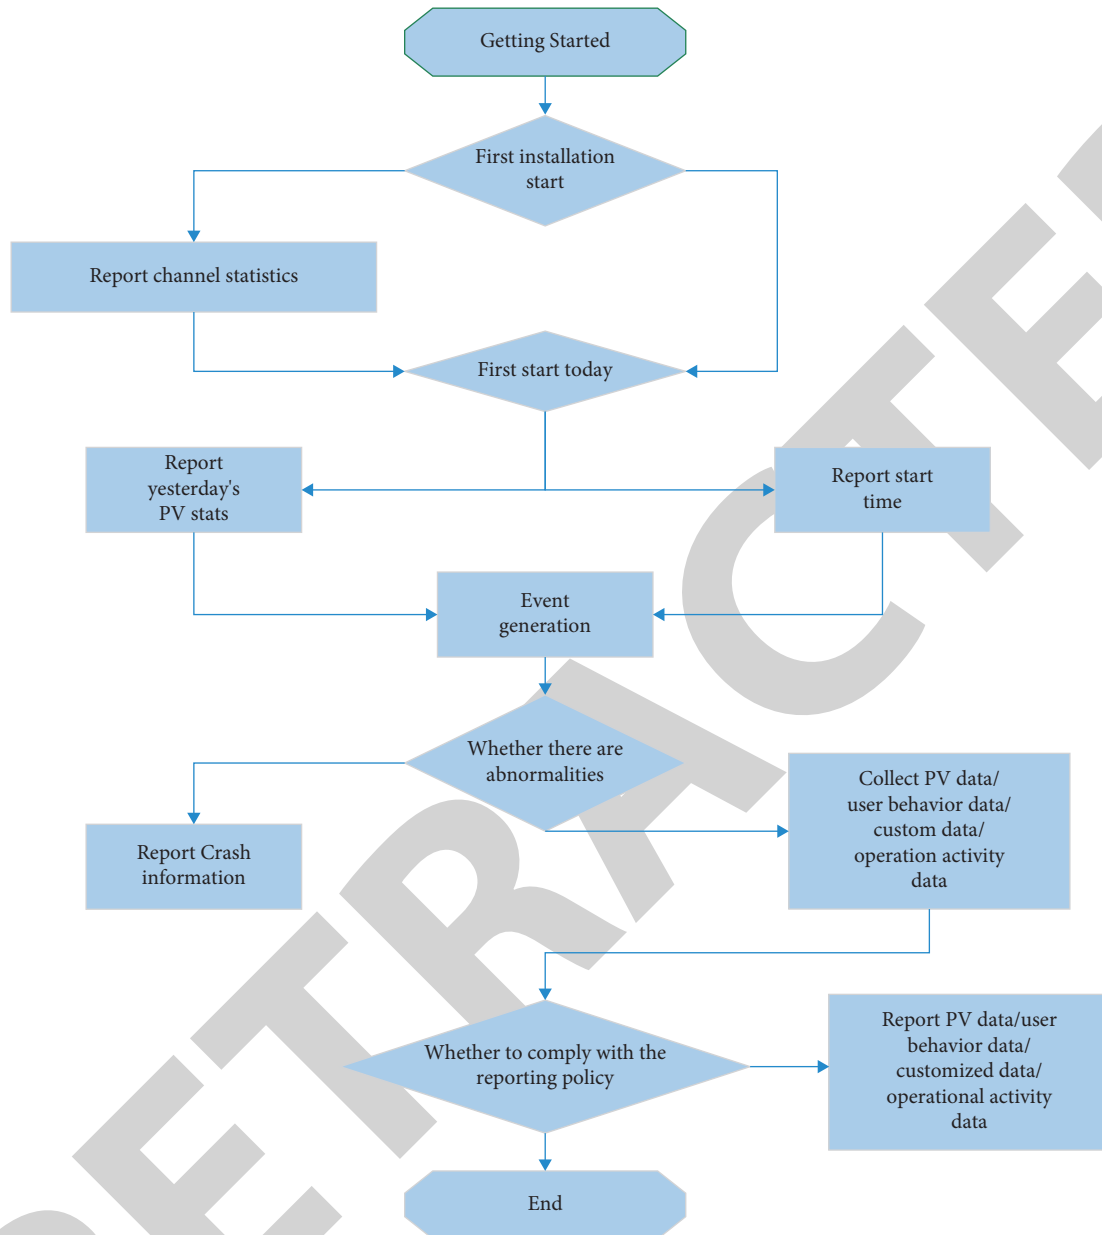 Getting Started
First installation
start
Report channel statistics
First start today
Report
yesterday's
PV stats
Report start
time
Event
generation
Whether there are
abnormalities
Collect PV data/
user behavior data/
custom data/
operation activity
data
Report Crash
information
Whether to comply with the
reporting policy
Report PV data/user
behavior data/
customized data/
operational activity
data
End
RETRACTE